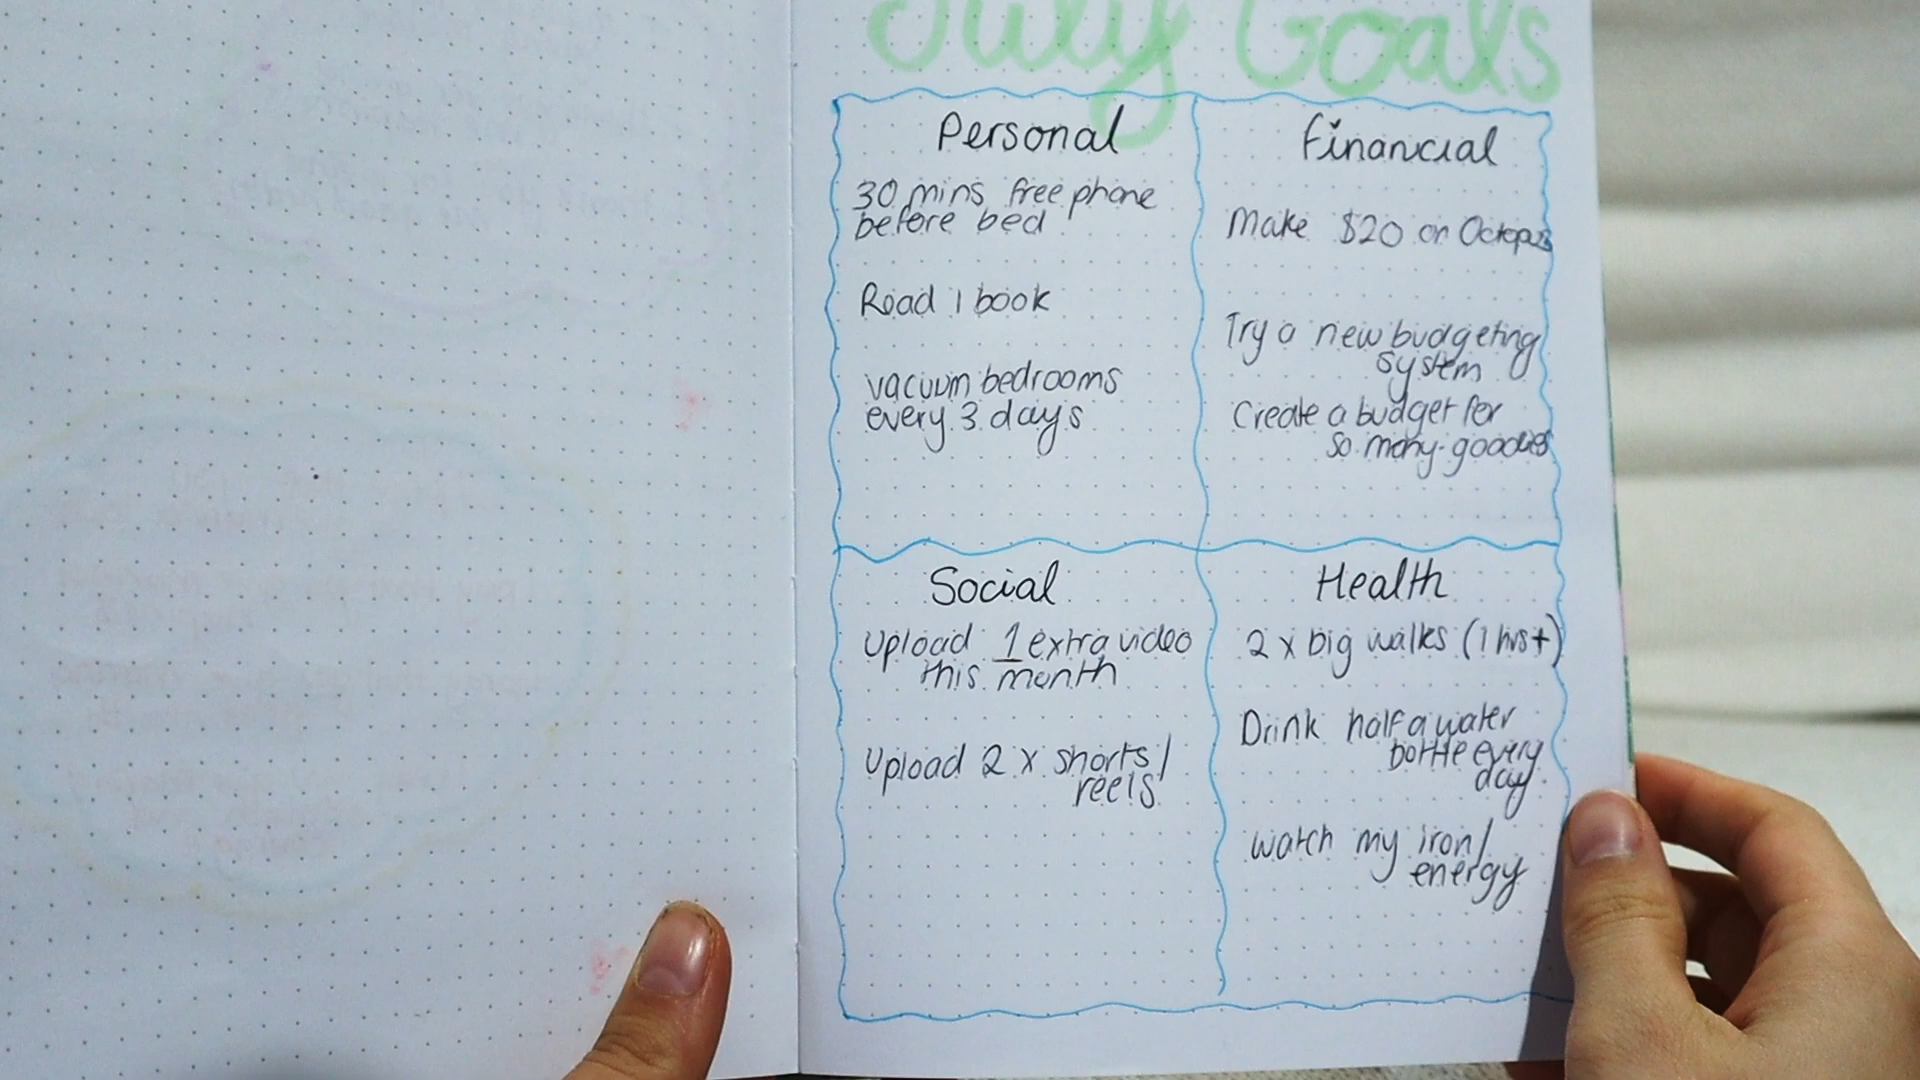 July Goals
Personal
30 mins free phone
before bed
Read 1 book
vacuum bedrooms
every 3 days
Financial
Make $20 on Octopus
Try a new budgeting
system
Create a budget for
so many goodies
Social
Upload 1 extra video
this month
Upload 2 x shorts/
reels
Health
2 x big walks (1 hrs+)
Drink half a water
bottle every
day
watch my iron/
energy